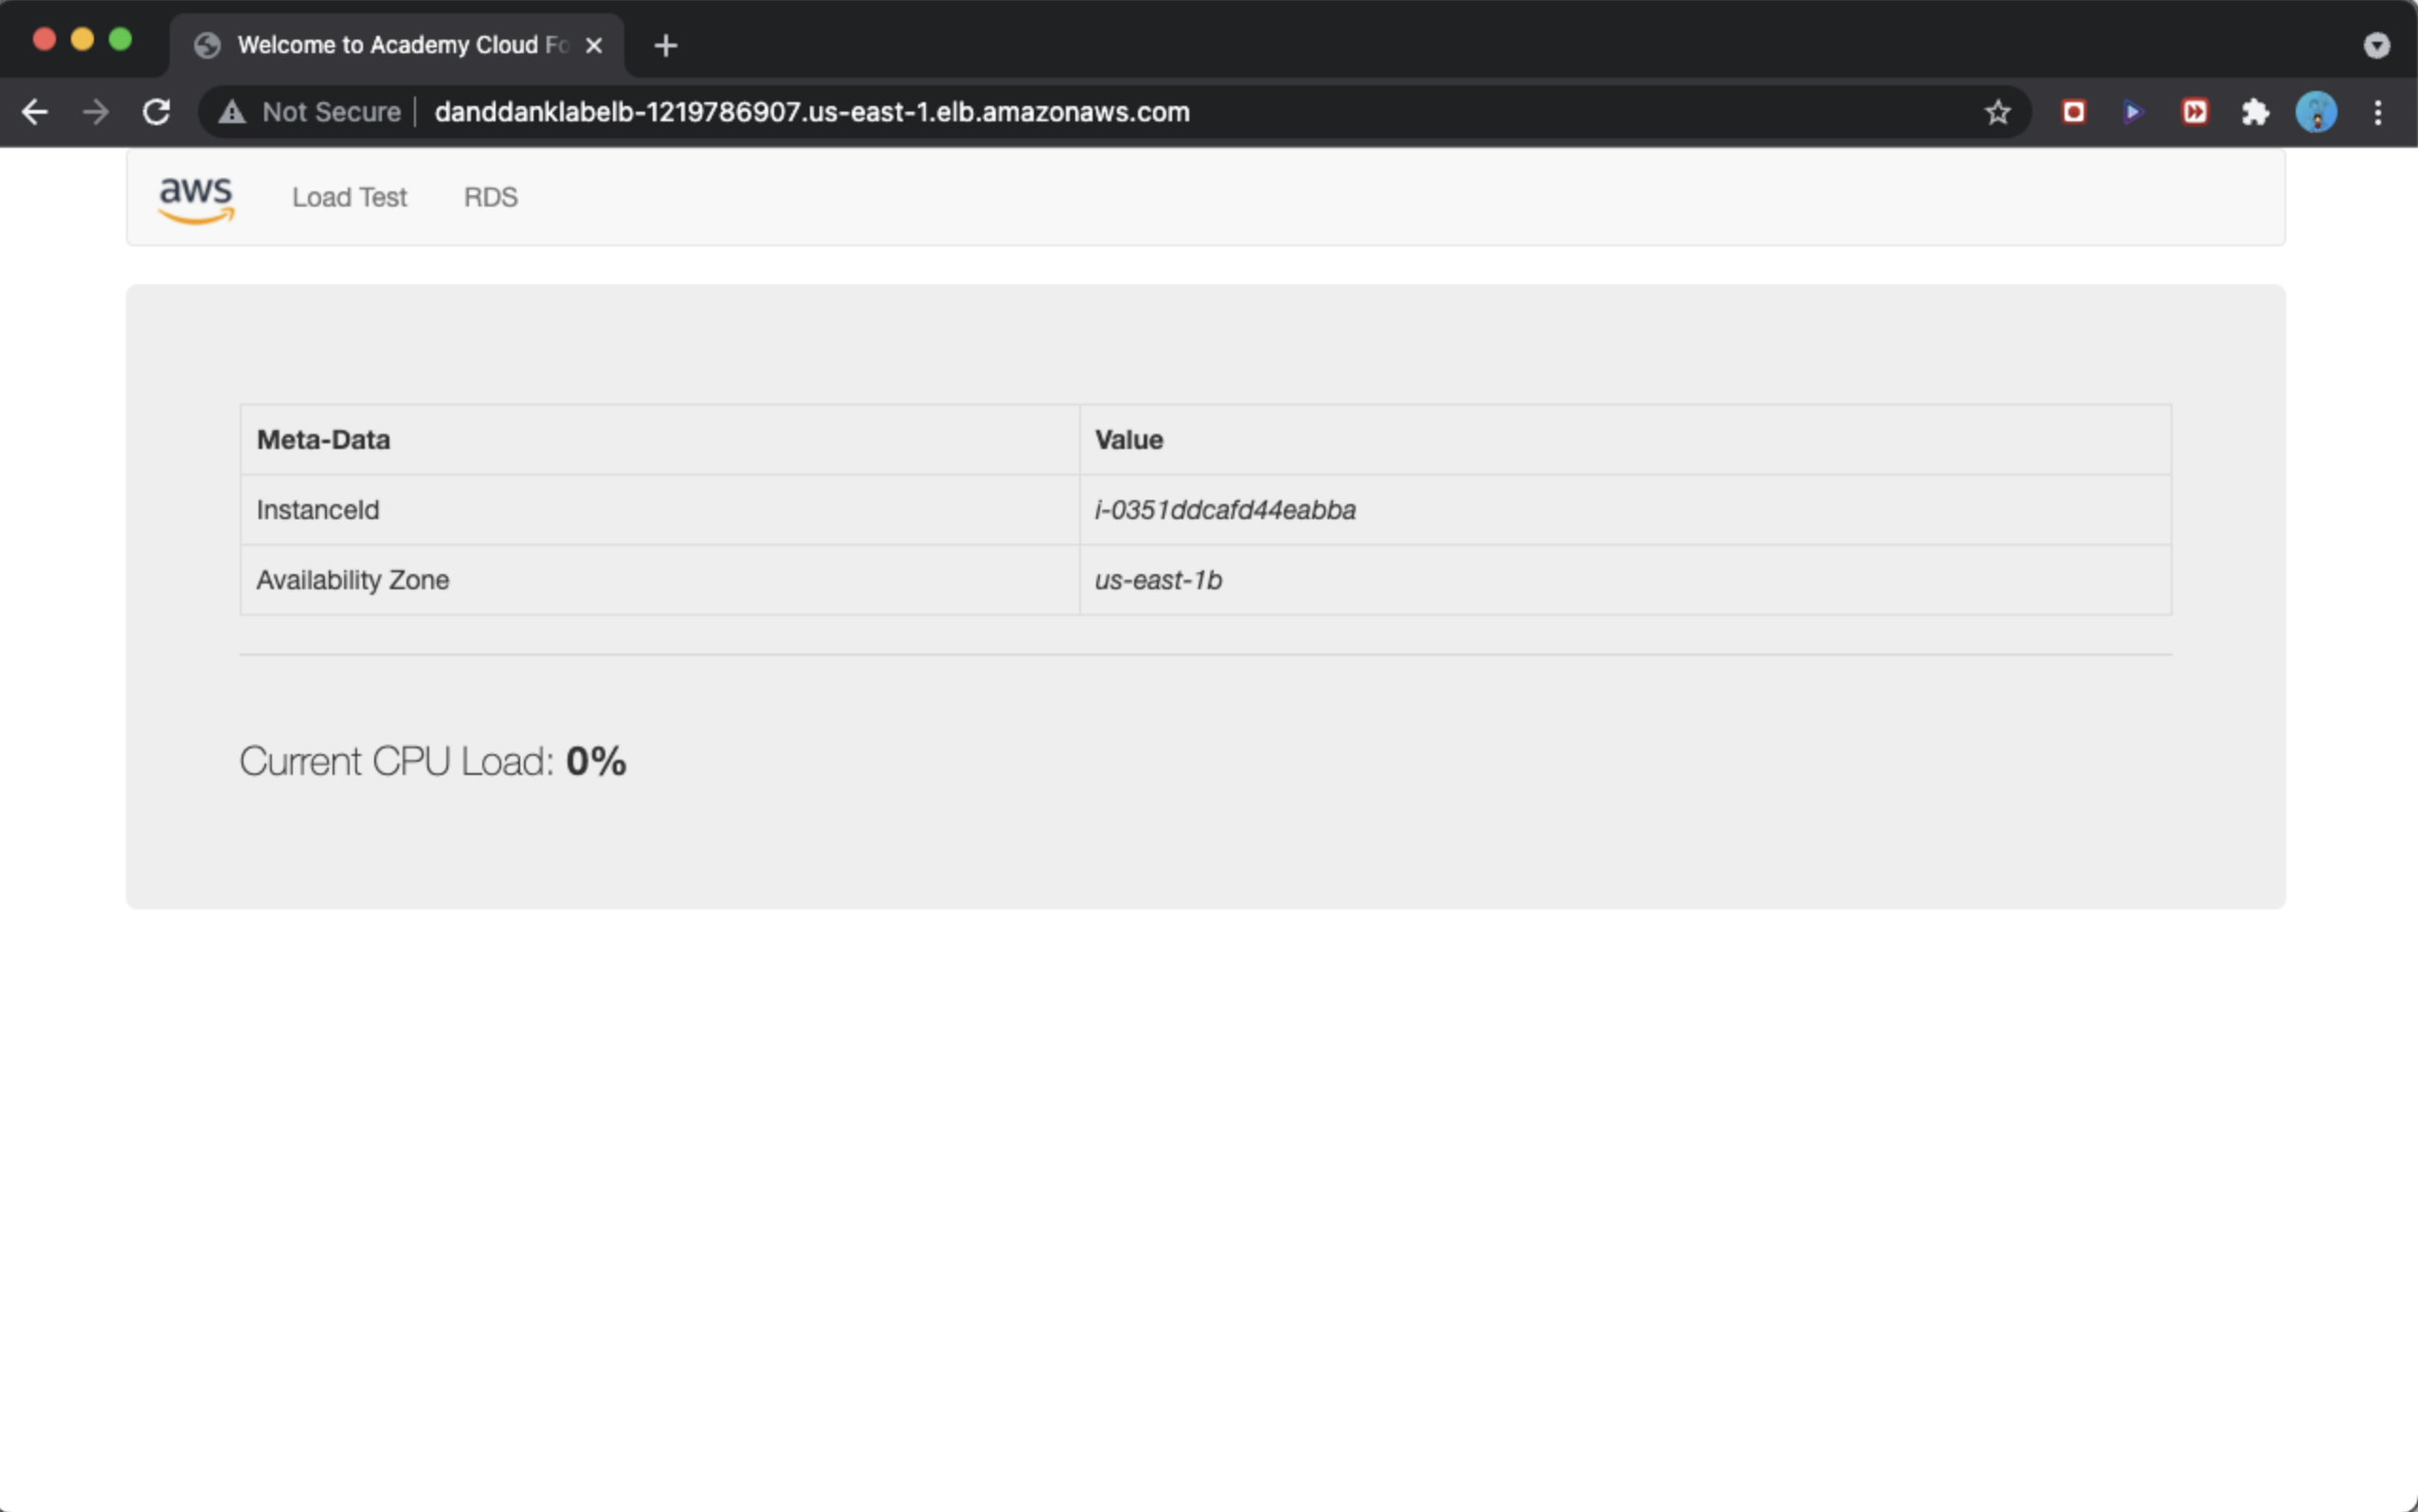 Welcome to Academy Cloud Fo
Not Secure danddanklabelb-1219786907.us-east-1.elb.amazonaws.com
aws Load Test RDS
Meta-Data Value
InstanceId i-0351ddcafd44eabba
Availability Zone us-east-1b
Current CPU Load: 0%